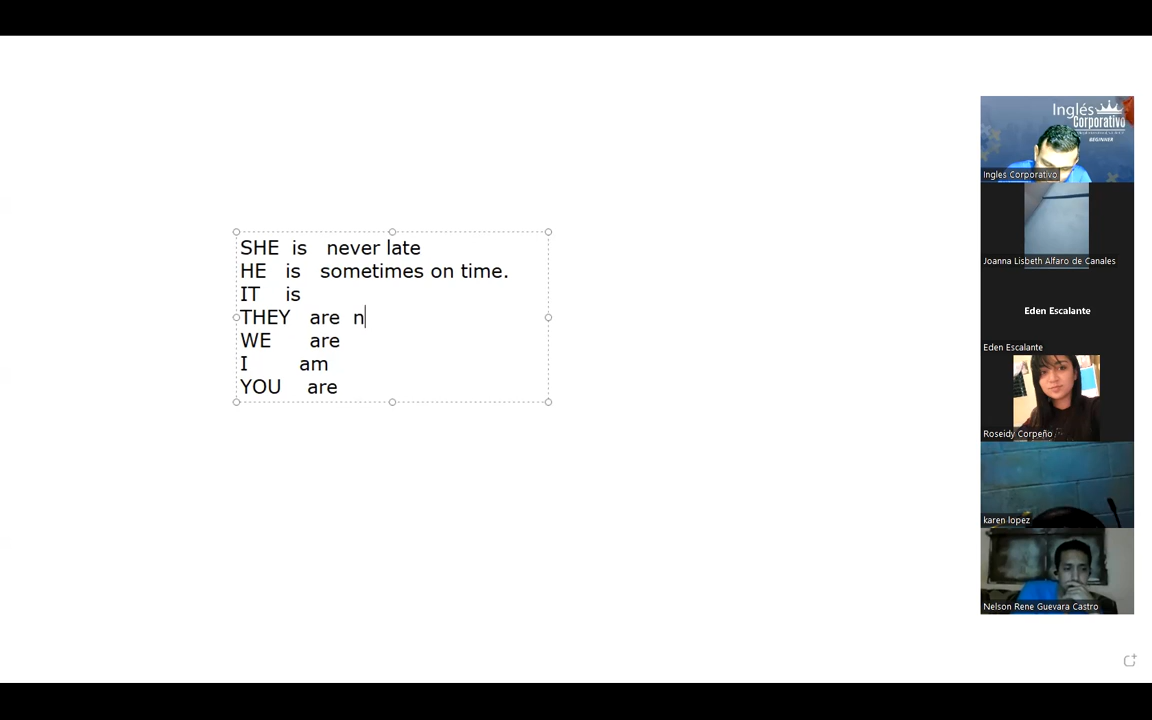 SHE is never late
HE is sometimes on time.
IT is
THEY are n
WE are
I am
YOU are
Inglés
Corporativo
BEGINNER
Ingles Corporativo
Joanna Lisbeth Alfaro de Canales
Eden Escalante
Eden Escalante
Roseidy Corpeño
karen lopez
Nelson Rene Guevara Castro